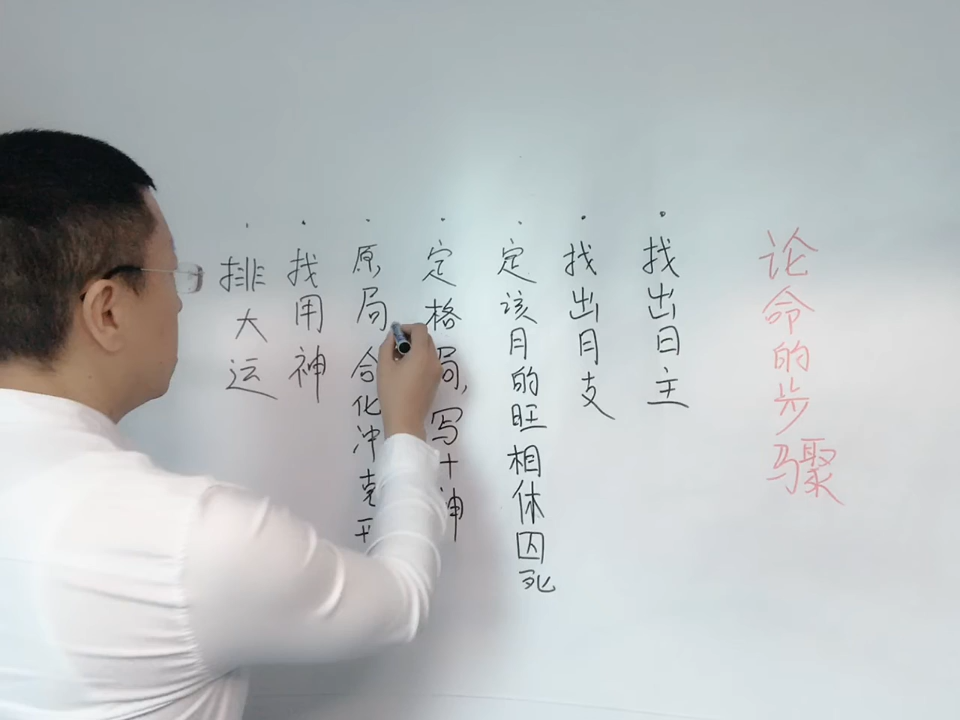 论命的步骤
·找出日主
·找出月支
·定该月的旺相休囚死
·定格局，写十神
·原局合化冲克平
·找用神
·排大运